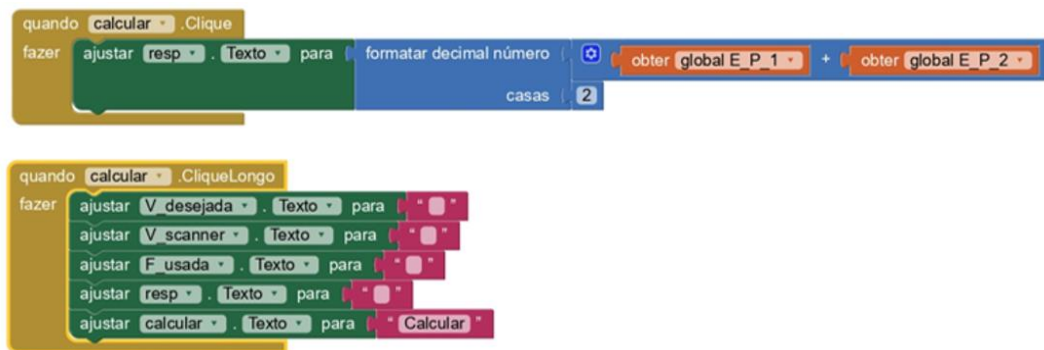 quando calcular .Clique
fazer ajustar resp . Texto para formatar decimal número obter global E_P_1 + obter global E_P_2
casas 2
quando calcular .CliqueLongo
fazer ajustar V_desejada . Texto para " "
ajustar V_scanner . Texto para " "
ajustar F_usada . Texto para " "
ajustar resp . Texto para " "
ajustar calcular . Texto para " Calcular "